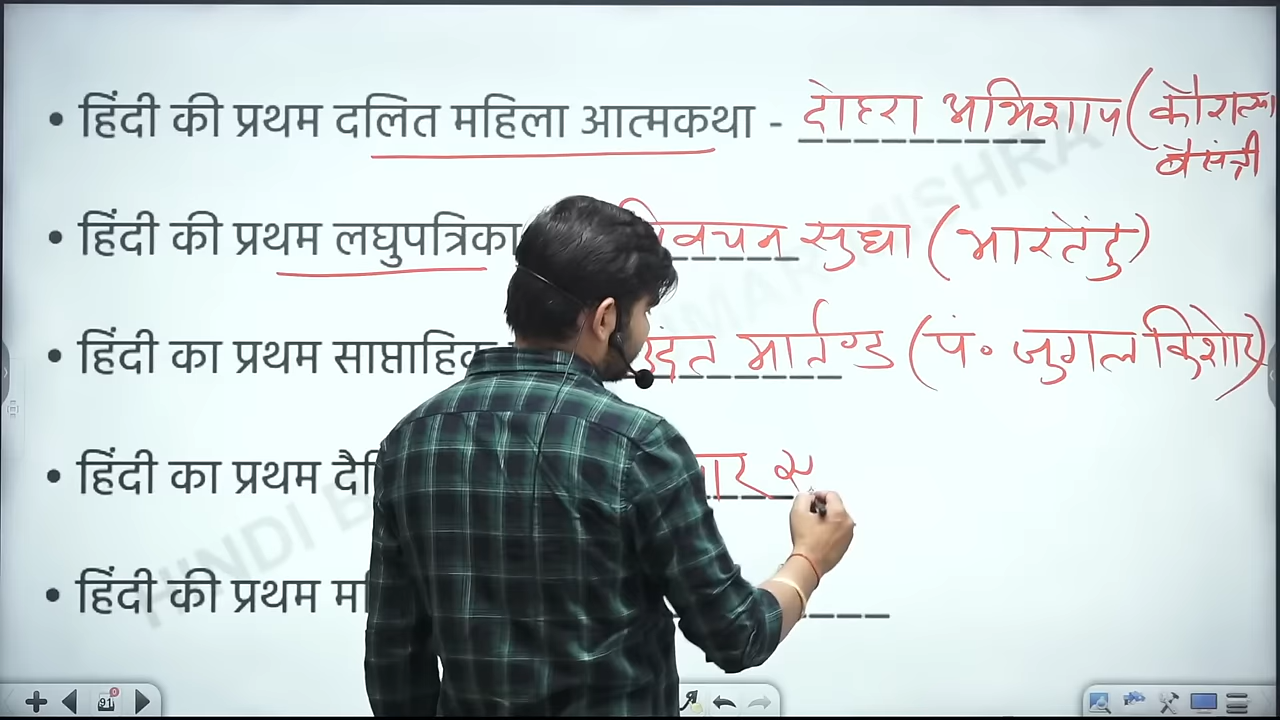 • हिंदी की प्रथम दलित महिला आत्मकथा - दोहरा अभिशाप (कौशल्या
बैसंत्री
• हिंदी की प्रथम लघुपत्रिका विवचन सुधा (भारतेंदु)
• हिंदी का प्रथम साप्ताहिक उदंत मार्तण्ड (पं. जुगल किशोर)
• हिंदी का प्रथम
• हिंदी की प्रथम
91